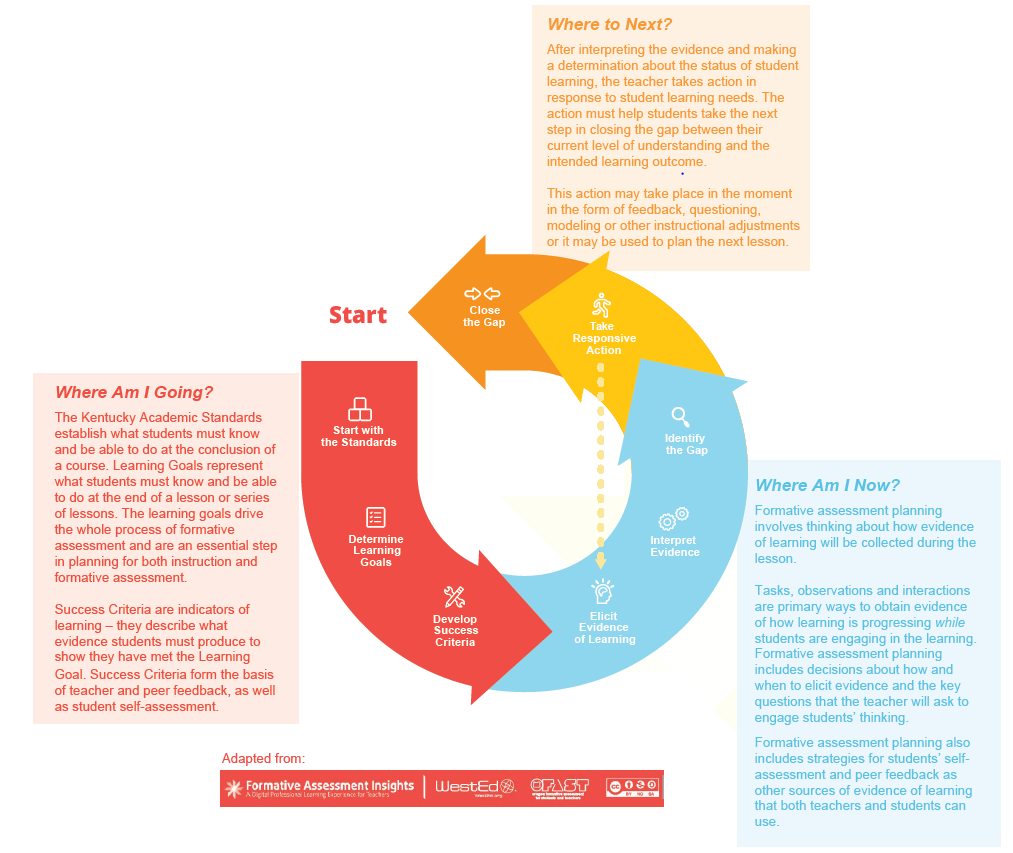 Where to Next?
After interpreting the evidence and making
a determination about the status of student
learning, the teacher takes action in
response to student learning needs. The
action must help students take the next
step in closing the gap between their
current level of understanding and the
intended learning outcome.
This action may take place in the moment
in the form of feedback, questioning,
modeling or other instructional adjustments
or it may be used to plan the next lesson.
Start
Close
the Gap
Take
Responsive
Action
Where Am I Going?
The Kentucky Academic Standards
establish what students must know
and be able to do at the conclusion of
a course. Learning Goals represent
what students must know and be able
to do at the end of a lesson or series
of lessons. The learning goals drive
the whole process of formative
assessment and are an essential step
in planning for both instruction and
formative assessment.
Success Criteria are indicators of
learning – they describe what
evidence students must produce to
show they have met the Learning
Goal. Success Criteria form the basis
of teacher and peer feedback, as well
as student self-assessment.
Start with
the Standards
Determine
Learning
Goals
Develop
Success
Criteria
Elicit
Evidence
of Learning
Interpret
Evidence
Identify
the Gap
Where Am I Now?
Formative assessment planning
involves thinking about how evidence
of learning will be collected during the
lesson.
Tasks, observations and interactions
are primary ways to obtain evidence
of how learning is progressing while
students are engaging in the learning.
Formative assessment planning
includes decisions about how and
when to elicit evidence and the key
questions that the teacher will ask to
engage students' thinking.
Formative assessment planning also
includes strategies for students' self-
assessment and peer feedback as
other sources of evidence of learning
that both teachers and students can
use.
Adapted from:
Formative Assessment Insights
A Digital Professional Learning Experience for Teachers
WestEd
WestEd.org
FAST
cc
BY NC SA